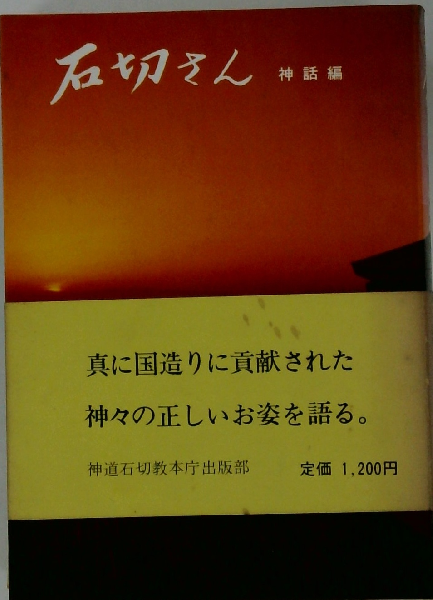 石切さん 神話編
真に国造りに貢献された
神々の正しいお姿を語る。
神道石切教本庁出版部 定価 1,200円